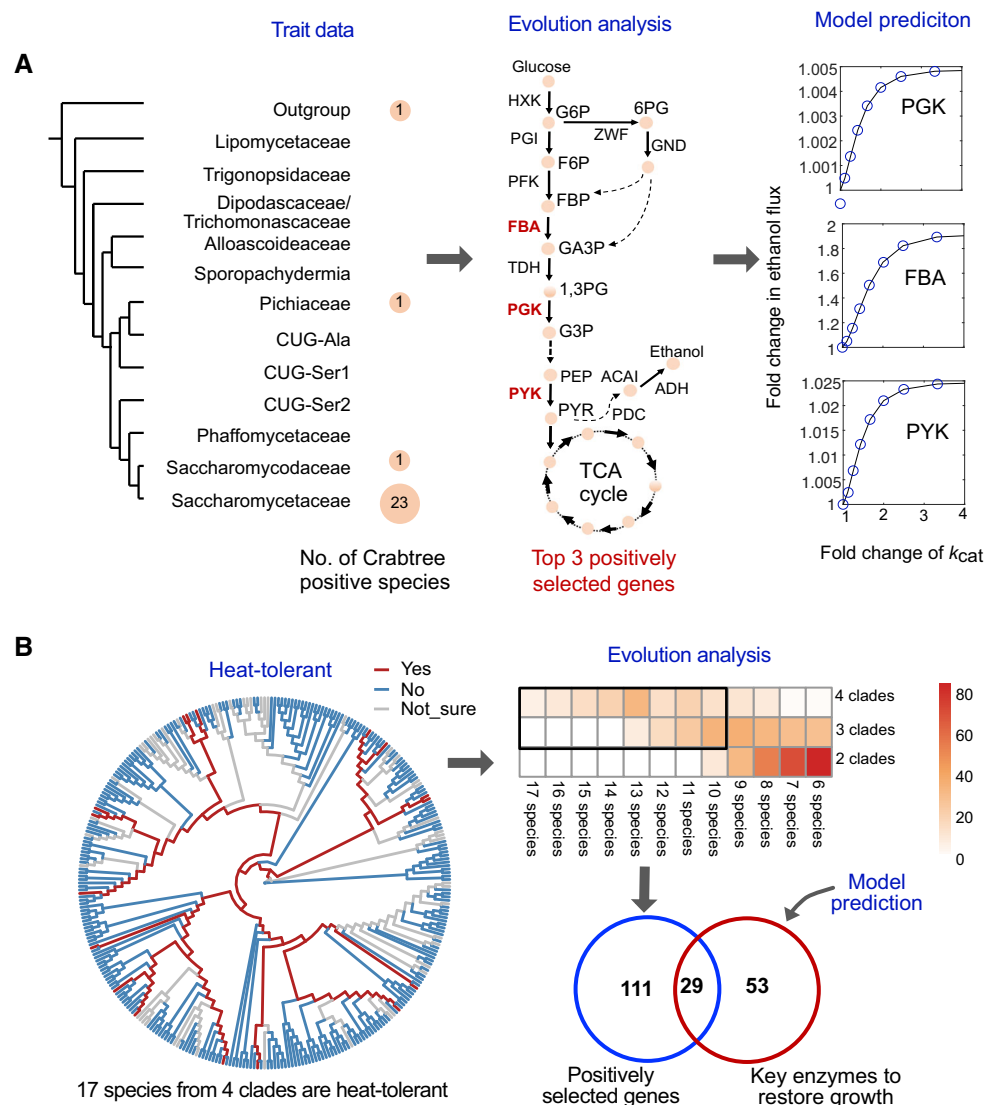 Trait data
Evolution analysis
Model prediciton
A
Outgroup
1
Lipomycetaceae
Trigonopsidaceae
Dipodascaceae/
Trichomonascaceae
Alloascoideaceae
Sporopachydermia
Pichiaceae
1
CUG-Ala
CUG-Ser1
CUG-Ser2
Phaffomycetaceae
Saccharomycodaceae
1
Saccharomycetaceae
23
No. of Crabtree
positive species
Glucose
HXK
G6P
6PG
ZWF
PGI
GND
F6P
PFK
FBP
FBA
GA3P
TDH
1,3PG
PGK
G3P
Ethanol
PEP
ACAI
ADH
PYK
PYR
PDC
TCA
cycle
Top 3 positively
selected genes
Fold change in ethanol flux
1.005
1.004
1.003
1.002
1.001
1
PGK
2
1.8
1.6
1.4
1.2
1
FBA
1.025
1.02
1.015
1.01
1.005
1
PYK
1
2
3
4
Fold change of kcat
B
Heat-tolerant
Yes
No
Not_sure
17 species from 4 clades are heat-tolerant
Evolution analysis
4 clades
3 clades
2 clades
17 species
16 species
15 species
14 species
13 species
12 species
11 species
10 species
9 species
8 species
7 species
6 species
80
60
40
20
0
Model
prediction
111
29
53
Positively
selected genes
Key enzymes to
restore growth